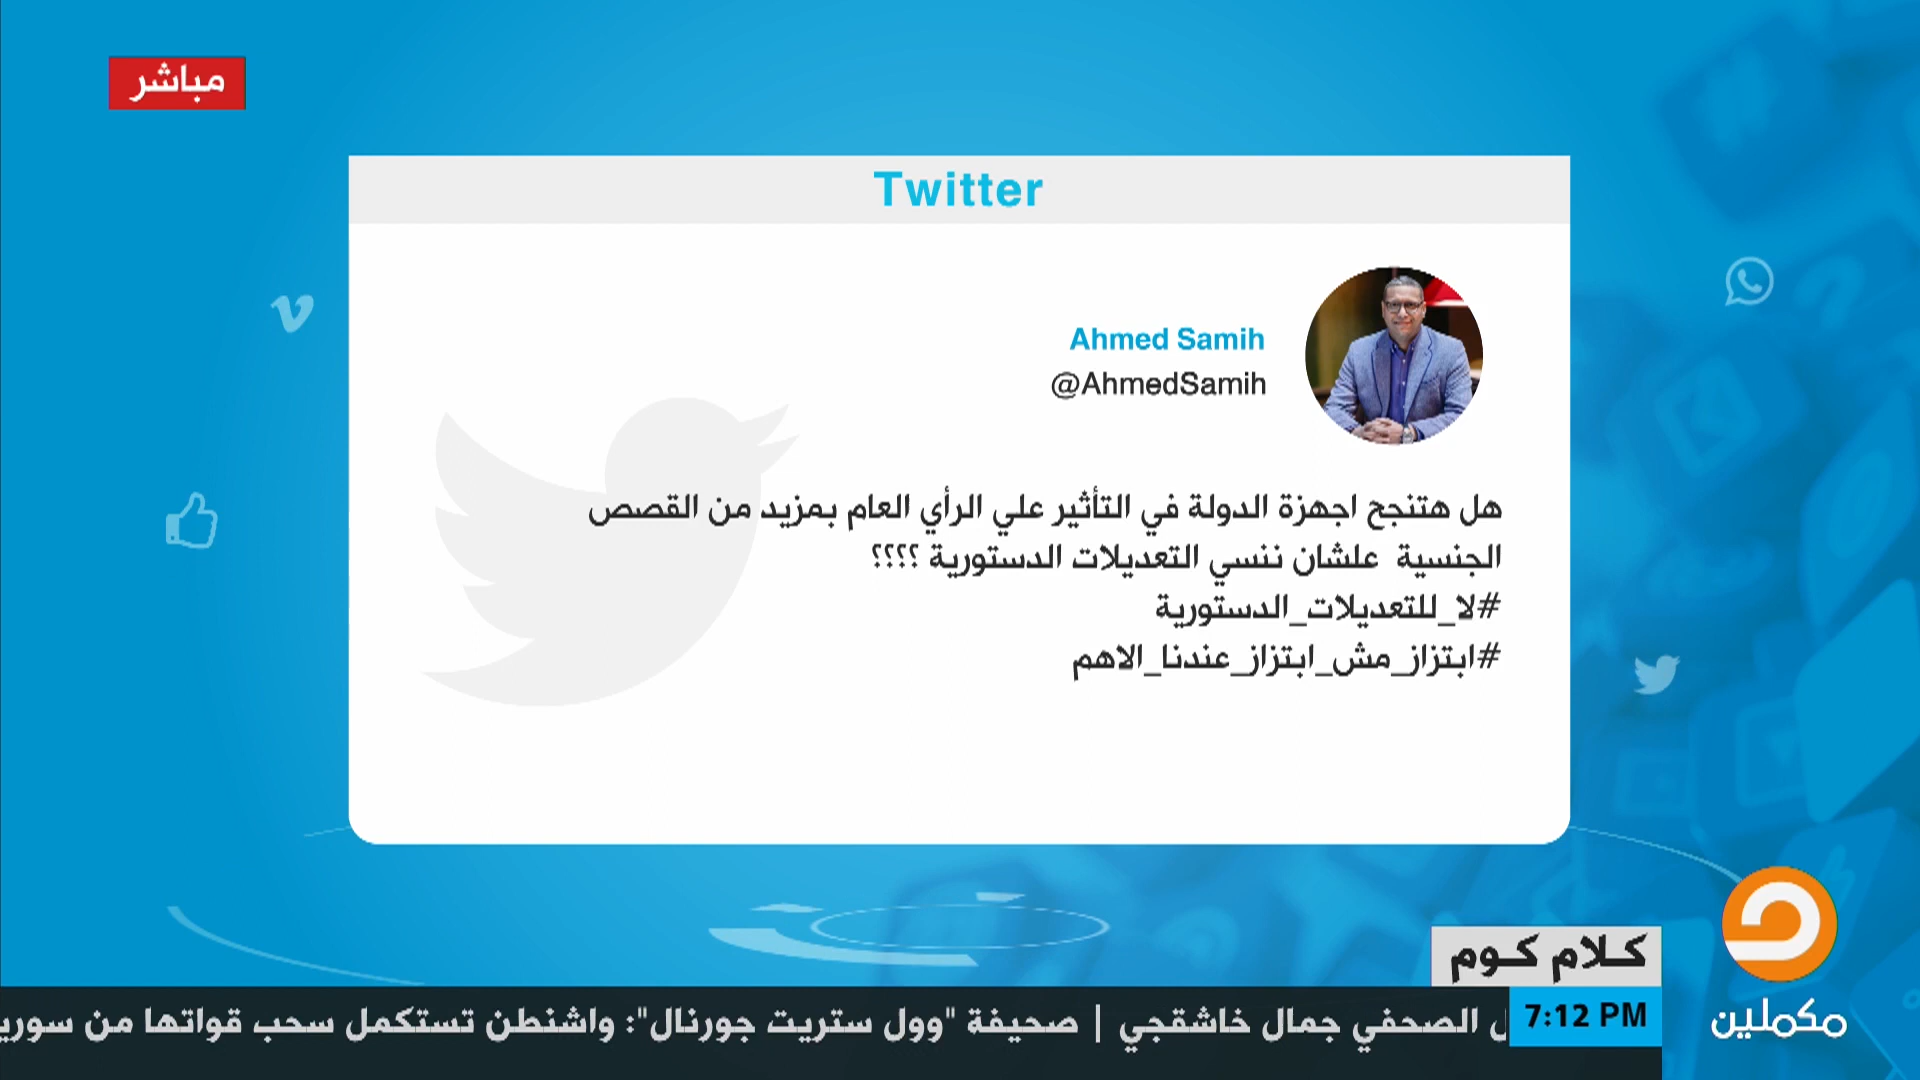 مباشر
Twitter
Ahmed Samih
@AhmedSamih
هل هتنجح اجهزة الدولة في التأثير علي الرأي العام بمزيد من القصص
الجنسية علشان ننسي التعديلات الدستورية ؟؟؟؟
#لا_للتعديلات_الدستورية
#ابتزاز_مش_ابتزاز_عندنا_الاهم
كلام كوم
7:12 PM
الصحفي جمال خاشقجي | صحيفة "وول ستريت جورنال": واشنطن تستكمل سحب قواتها من
مكملين